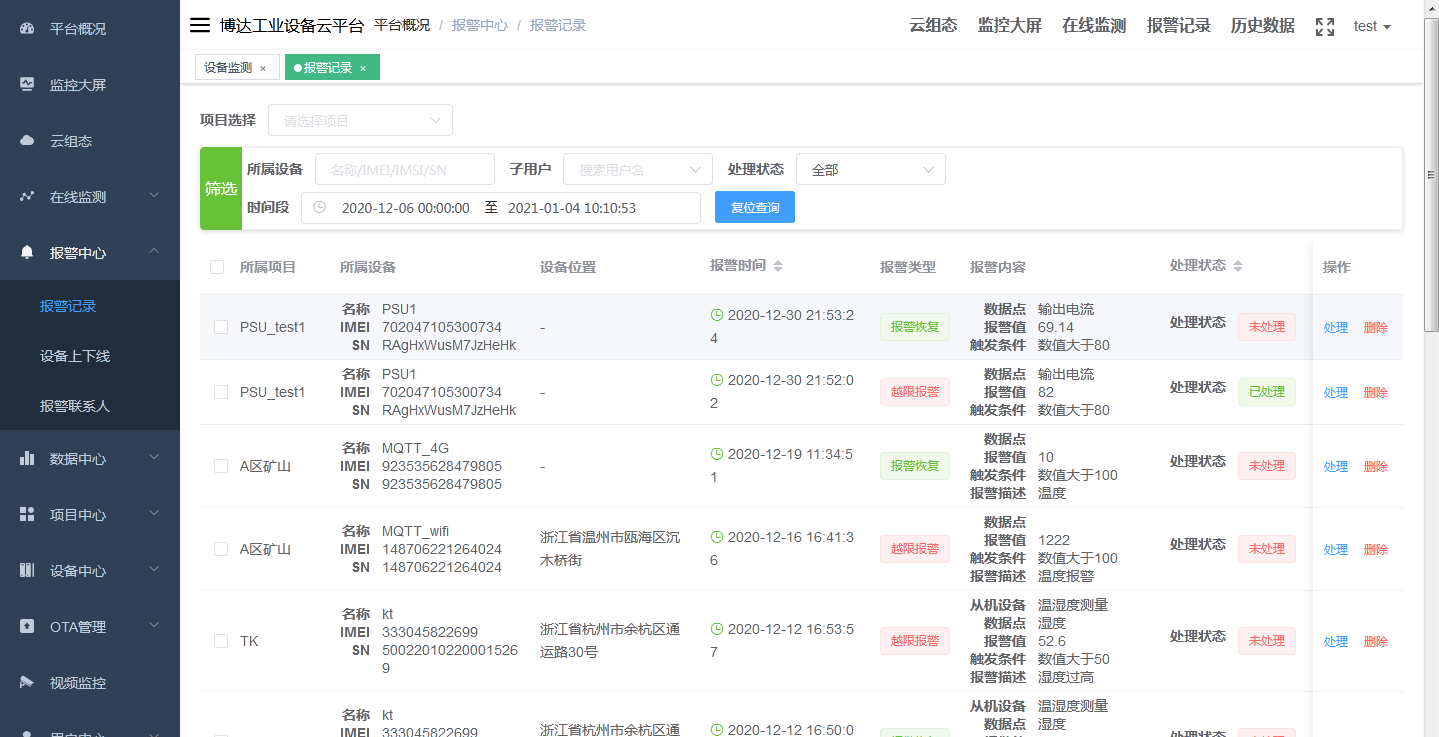 平台概况
监控大屏
云组态
在线监测
报警中心
报警记录
设备上下线
报警联系人
数据中心
项目中心
设备中心
OTA管理
视频监控
博达工业设备云平台 平台概况 / 报警中心 / 报警记录
云组态 监控大屏 在线监测 报警记录 历史数据 test
设备监测 × 报警记录 ×
项目选择 请选择项目
筛选
所属设备 名称/IMEI/IMSI/SN 子用户 搜索用户名 处理状态 全部
时间段 2020-12-06 00:00:00 至 2021-01-04 10:10:53 复位查询
所属项目 所属设备 设备位置 报警时间 报警类型 报警内容 处理状态 操作
PSU_test1
名称 PSU1
IMEI 702047105300734
SN RAgHxWusM7JzHeHk
-
2020-12-30 21:53:2
4
报警恢复
数据点 输出电流
报警值 69.14
触发条件 数值大于80
处理状态 未处理
处理 删除
PSU_test1
名称 PSU1
IMEI 702047105300734
SN RAgHxWusM7JzHeHk
-
2020-12-30 21:52:0
2
越限报警
数据点 输出电流
报警值 82
触发条件 数值大于80
处理状态 已处理
处理 删除
A区矿山
名称 MQTT_4G
IMEI 923535628479805
SN 923535628479805
-
2020-12-19 11:34:5
1
报警恢复
数据点
报警值 10
触发条件 数值大于100
报警描述 温度
处理状态 未处理
处理 删除
A区矿山
名称 MQTT_wifi
IMEI 148706221264024
SN 148706221264024
浙江省温州市瓯海区沉
木桥街
2020-12-16 16:41:3
6
越限报警
数据点
报警值 1222
触发条件 数值大于100
报警描述 温度报警
处理状态 未处理
处理 删除
TK
名称 kt
IMEI 333045822699
SN 50022010220001526
9
浙江省杭州市余杭区通
运路30号
2020-12-12 16:53:5
7
越限报警
从机设备 温湿度测量
数据点 湿度
报警值 52.6
触发条件 数值大于50
报警描述 湿度过高
处理状态 未处理
处理 删除
名称 kt
IMEI 333045822699
浙江省杭州市余杭区通
2020-12-12 16:50:0
从机设备 温湿度测量
数据点 湿度
处理状态